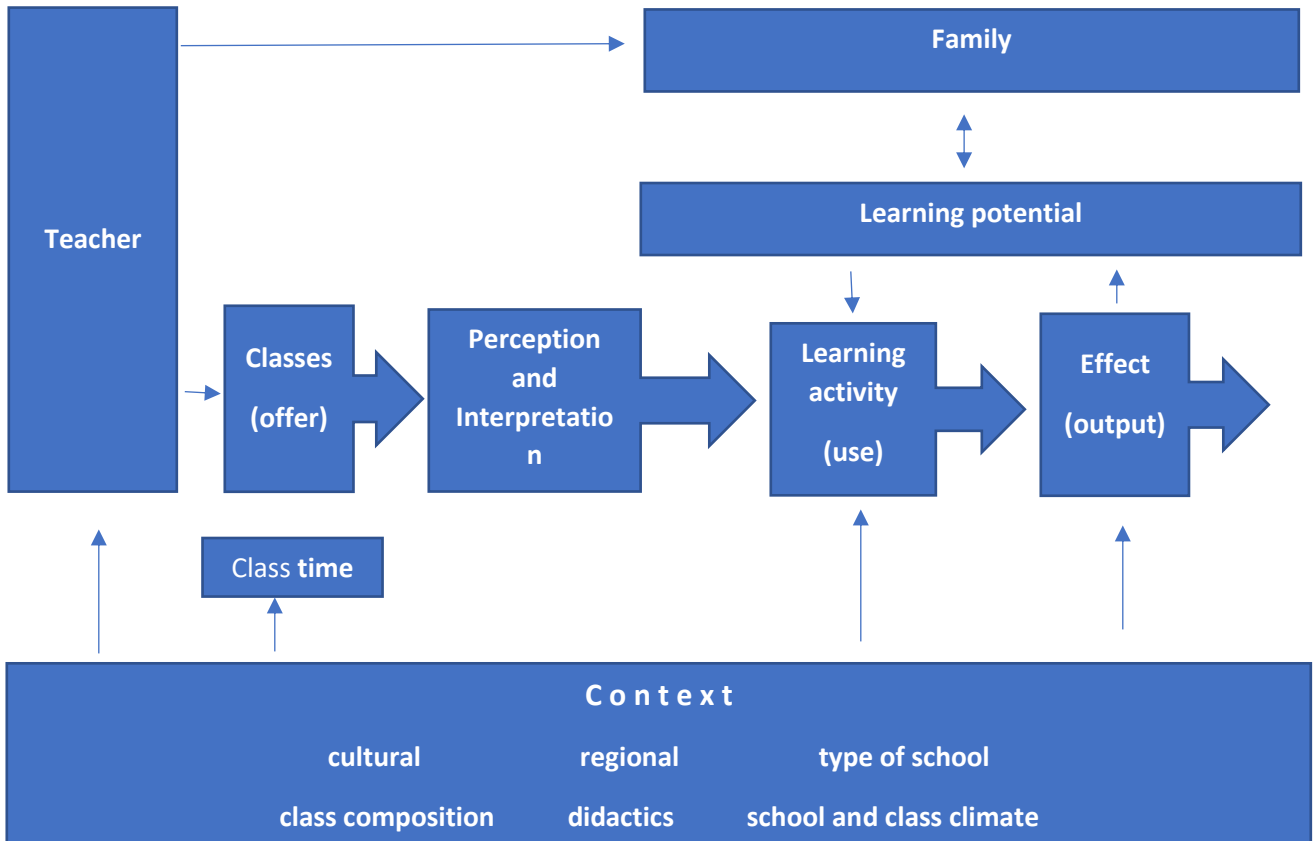 Family
Learning potential
Teacher
Classes
(offer)
Perception
and
Interpretatio
n
Learning
activity
(use)
Effect
(output)
Class time
Context
cultural regional type of school
class composition didactics school and class climate